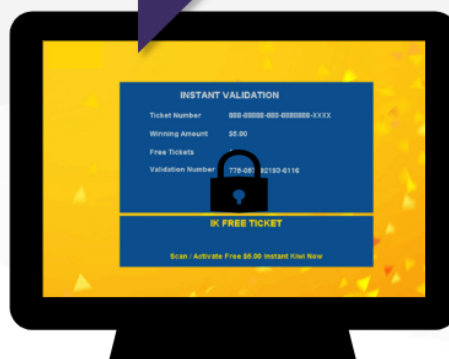 INSTANT VALIDATION
Ticket Number
Winning Amount $5.00
Free Tickets
Validation Number
IK FREE TICKET
Scan / Activate Free $5.00 Instant Kiwi Now